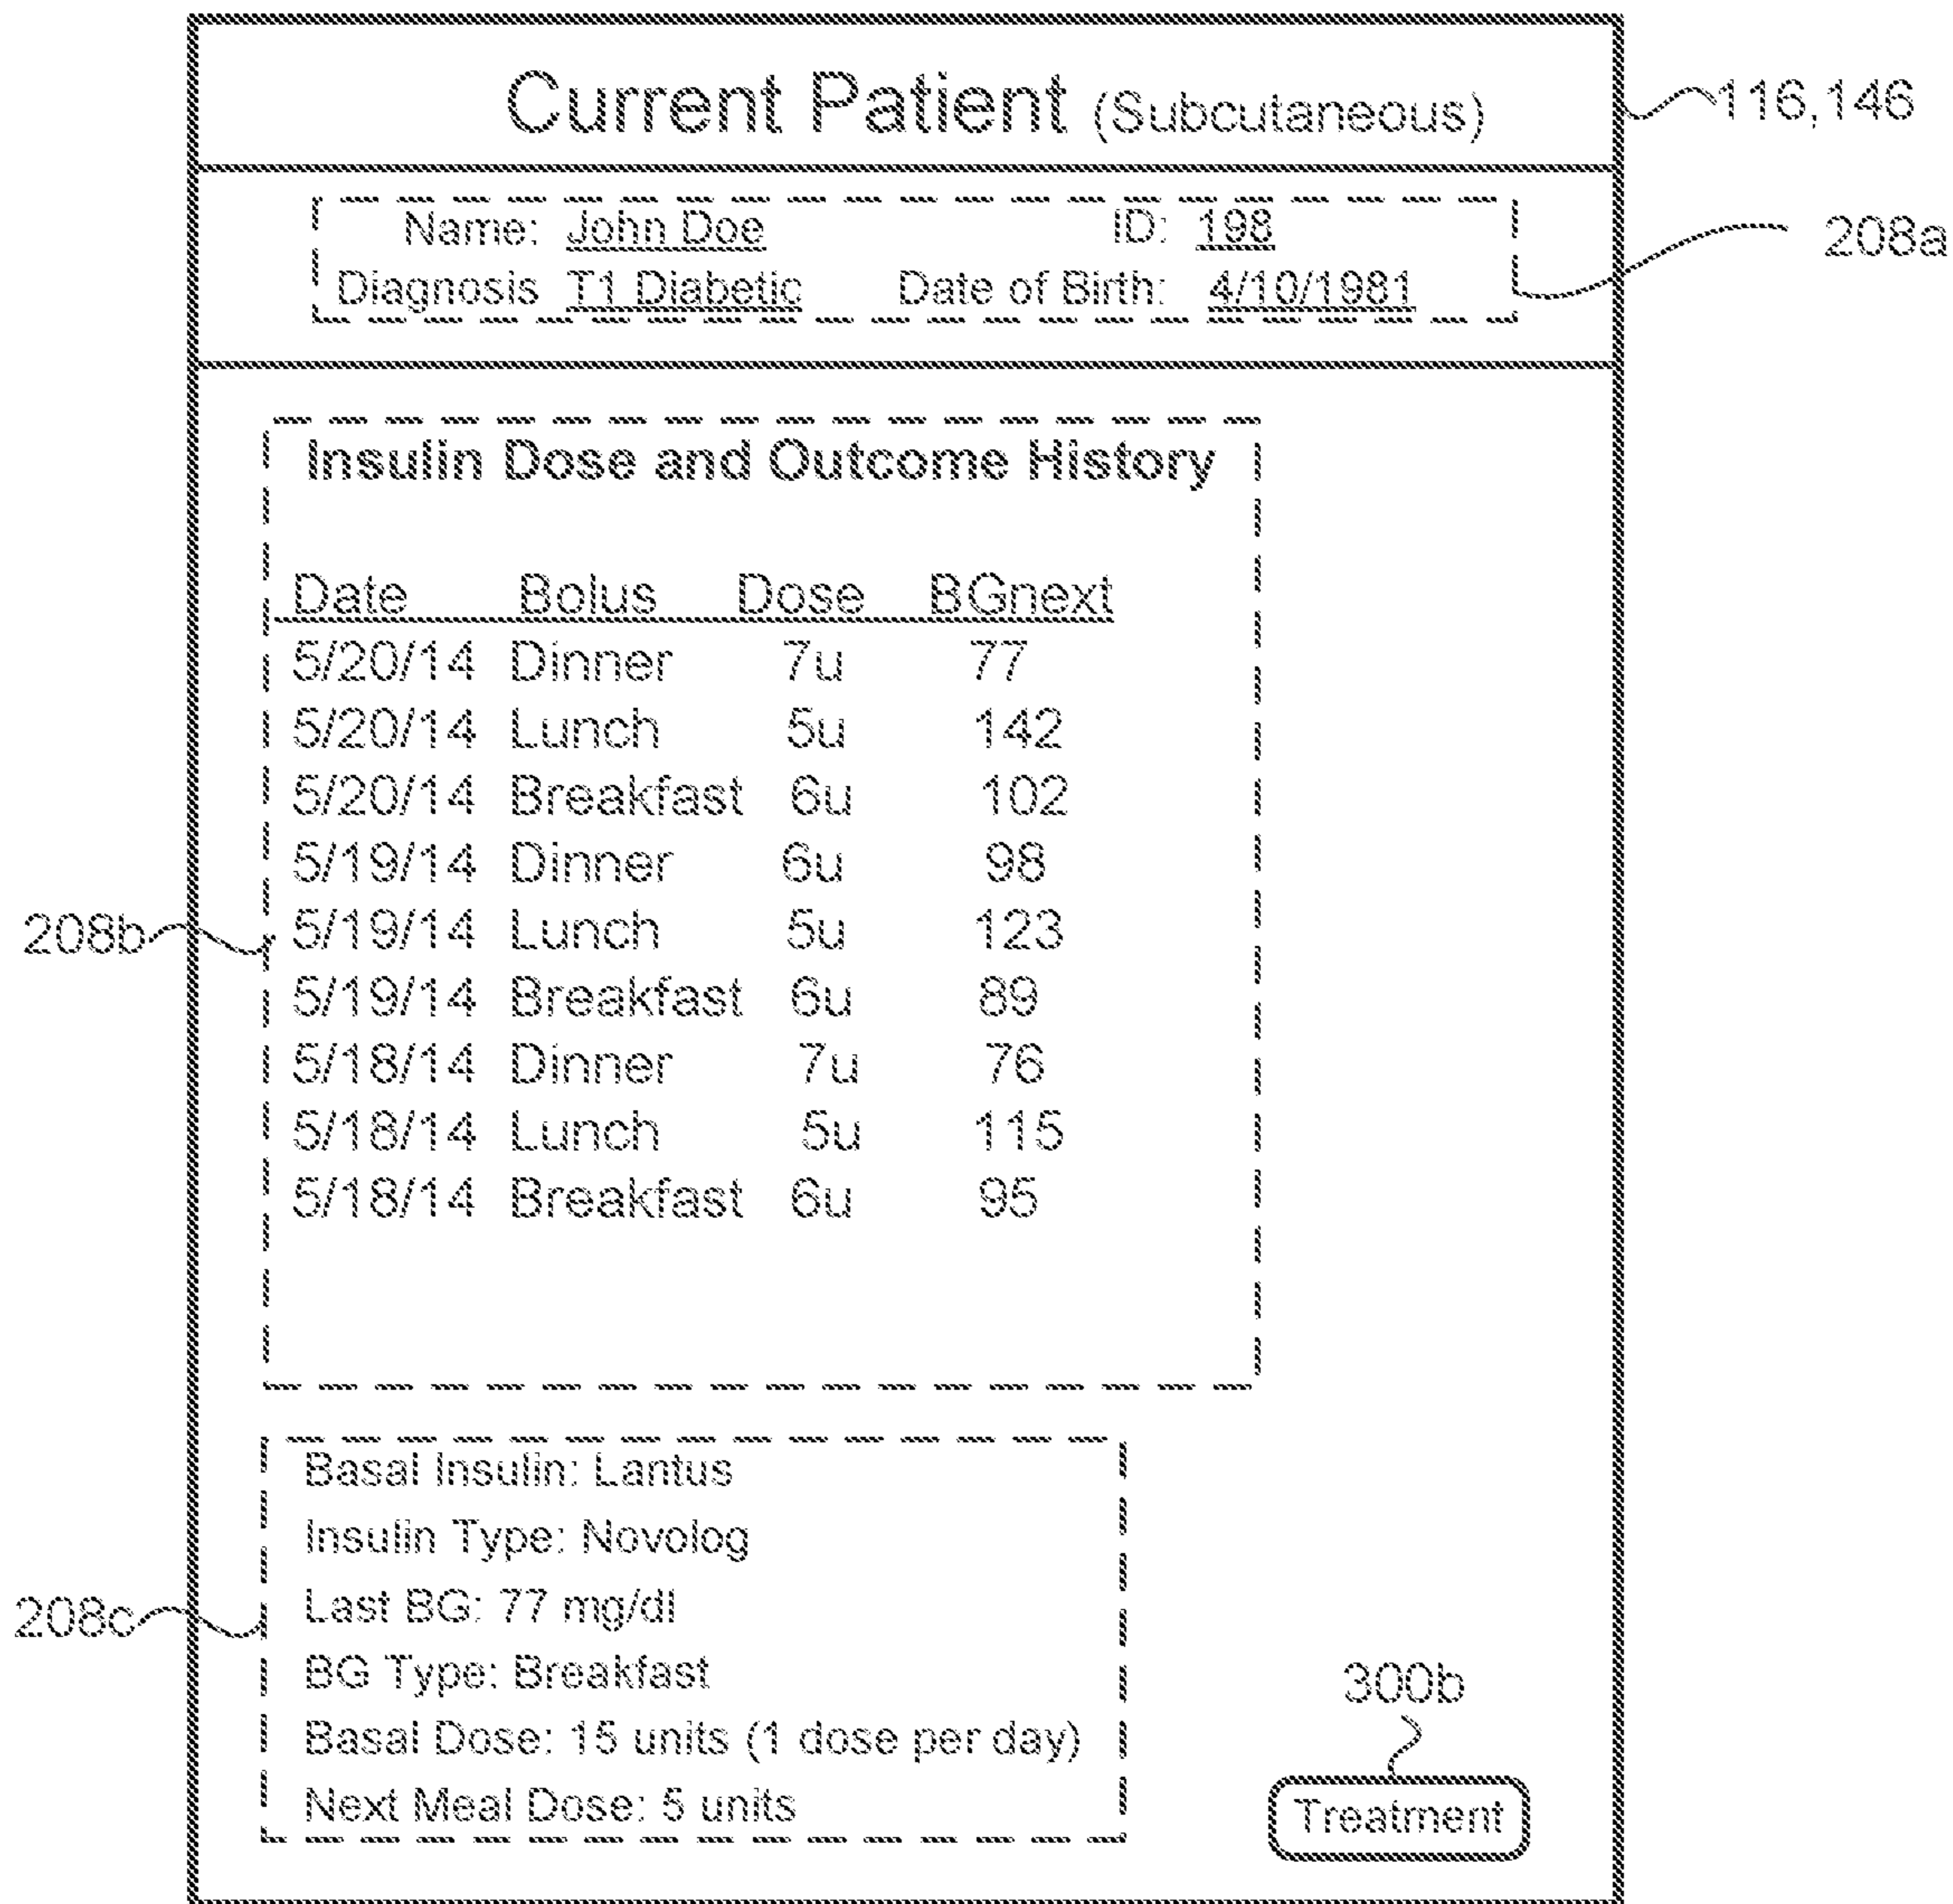 Current Patient (Subcutaneous)
116,146
Name: John Doe ID: 198
208a
Diagnosis T1 Diabetic Date of Birth: 4/10/1981
Insulin Dose and Outcome History
Date Bolus Dose BGnext
5/20/14 Dinner 7u 77
5/20/14 Lunch 5u 142
5/20/14 Breakfast 6u 102
5/19/14 Dinner 6u 98
208b
5/19/14 Lunch 5u 123
5/19/14 Breakfast 6u 89
5/18/14 Dinner 7u 76
5/18/14 Lunch 5u 115
5/18/14 Breakfast 6u 95
Basal Insulin: Lantus
Insulin Type: Novolog
208c
Last BG: 77 mg/dl
BG Type: Breakfast
300b
Basal Dose: 15 units (1 dose per day)
Next Meal Dose: 5 units
Treatment